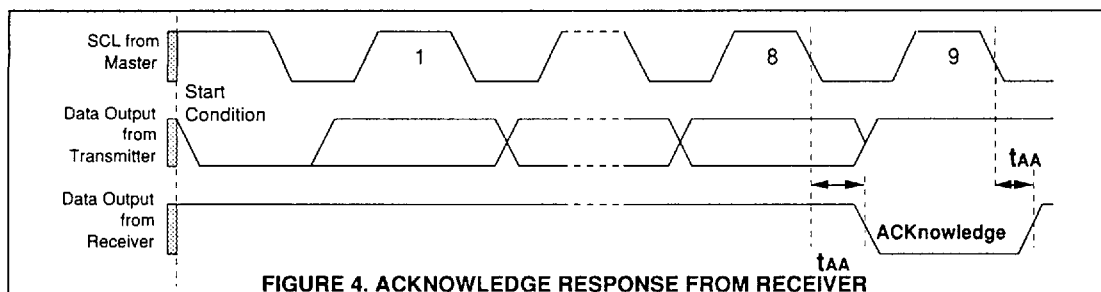 SCL from
Master
1
8
9
Start
Condition
Data Output
from
Transmitter
tAA
Data Output
from
Receiver
ACKnowledge
tAA
FIGURE 4. ACKNOWLEDGE RESPONSE FROM RECEIVER